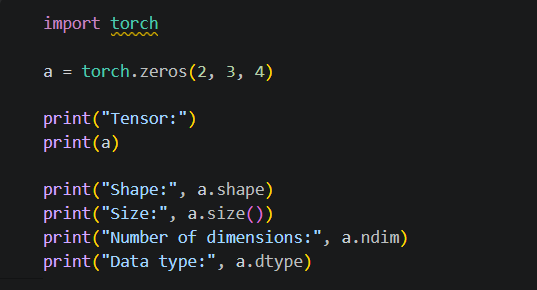 import torch
a = torch.zeros(2, 3, 4)
print("Tensor:")
print(a)
print("Shape:", a.shape)
print("Size:", a.size())
print("Number of dimensions:", a.ndim)
print("Data type:", a.dtype)